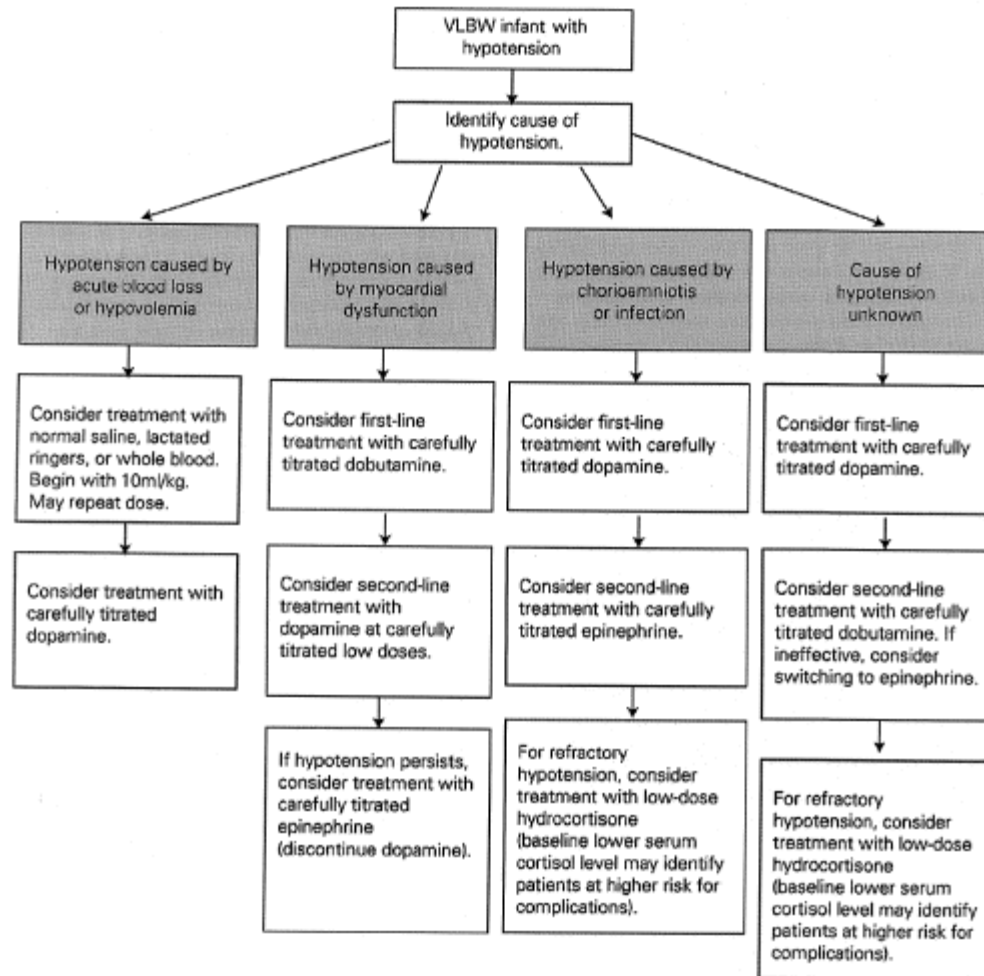 VLBW infant with
hypotension
Identify cause of
hypotension.
Hypotension caused by
acute blood loss
or hypovolemia
Hypotension caused
by myocardial
dysfunction
Hypotension caused by
chorioamniotis
or infection
Cause of
hypotension
unknown
Consider treatment with
normal saline, lactated
ringers, or whole blood.
Begin with 10ml/kg.
May repeat dose.
Consider first-line
treatment with carefully
titrated dobutamine.
Consider first-line
treatment with carefully
titrated dopamine.
Consider first-line
treatment with carefully
titrated dopamine.
Consider treatment with
carefully titrated
dopamine.
Consider second-line
treatment with
dopamine at carefully
titrated low doses.
Consider second-line
treatment with carefully
titrated epinephrine.
Consider second-line
treatment with carefully
titrated dobutamine. If
ineffective, consider
switching to epinephrine.
If hypotension persists,
consider treatment with
carefully titrated
epinephrine
(discontinue dopamine).
For refractory
hypotension, consider
treatment with low-dose
hydrocortisone
(baseline lower serum
cortisol level may identify
patients at higher risk for
complications).
For refractory
hypotension, consider
treatment with low-dose
hydrocortisone
(baseline lower serum
cortisol level may identify
patients at higher risk for
complications).